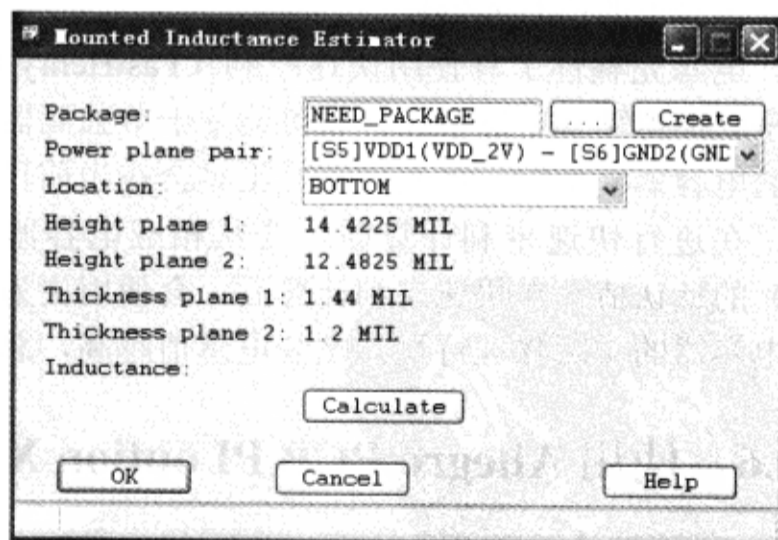 Mounted Inductance Estimator
Package: NEED_PACKAGE ... Create
Power plane pair: [S5]VDD1(VDD_2V) - [S6]GND2(GND
Location: BOTTOM
Height plane 1: 14.4225 MIL
Height plane 2: 12.4825 MIL
Thickness plane 1: 1.44 MIL
Thickness plane 2: 1.2 MIL
Inductance:
Calculate
OK Cancel Help